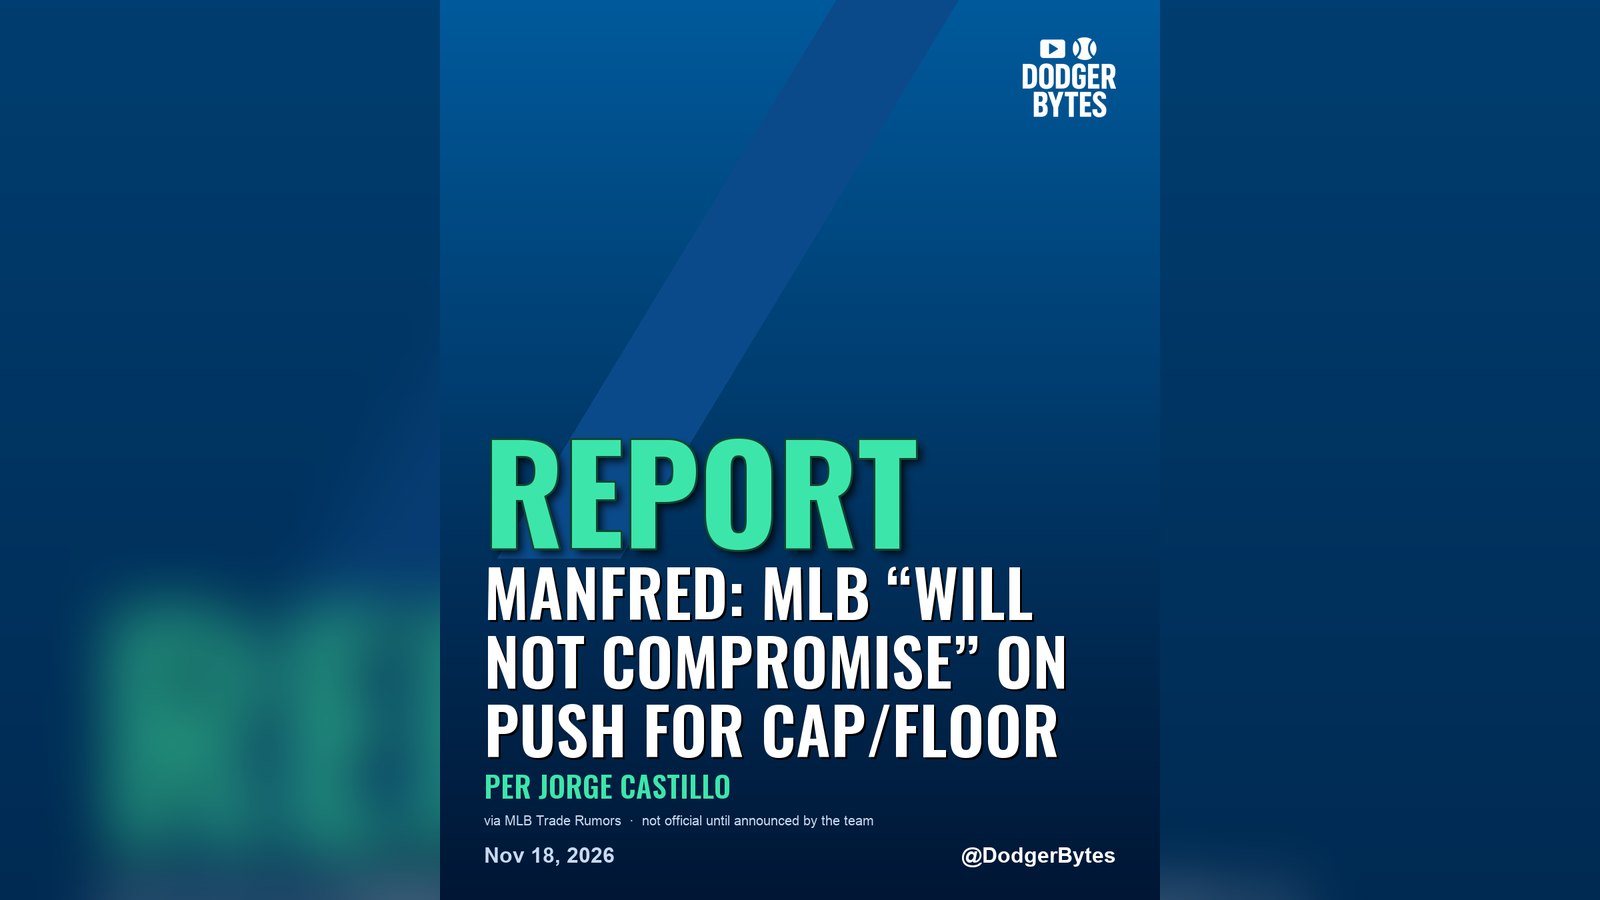 DODGER
BYTES
REPORT
MANFRED: MLB “WILL
NOT COMPROMISE” ON
PUSH FOR CAP/FLOOR
PER JORGE CASTILLO
via MLB Trade Rumors · not official until announced by the team
Nov 18, 2026
@DodgerBytes